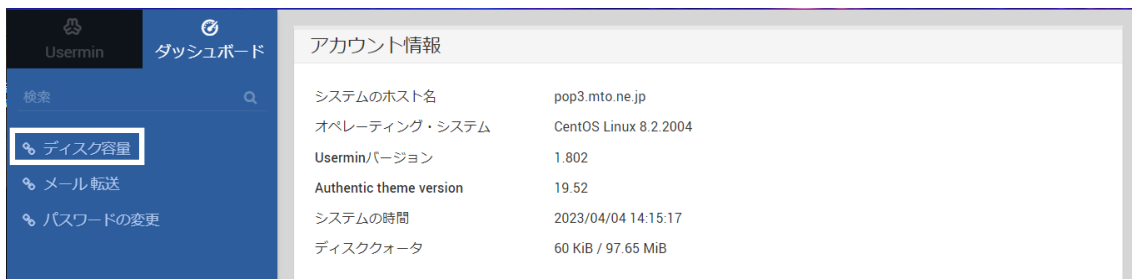 Usermin
ダッシュボード
検索
ディスク容量
メール転送
パスワードの変更
アカウント情報
システムのホスト名 pop3.mto.ne.jp
オペレーティング・システム CentOS Linux 8.2.2004
Userminバージョン 1.802
Authentic theme version 19.52
システムの時間 2023/04/04 14:15:17
ディスククォータ 60 KiB / 97.65 MiB